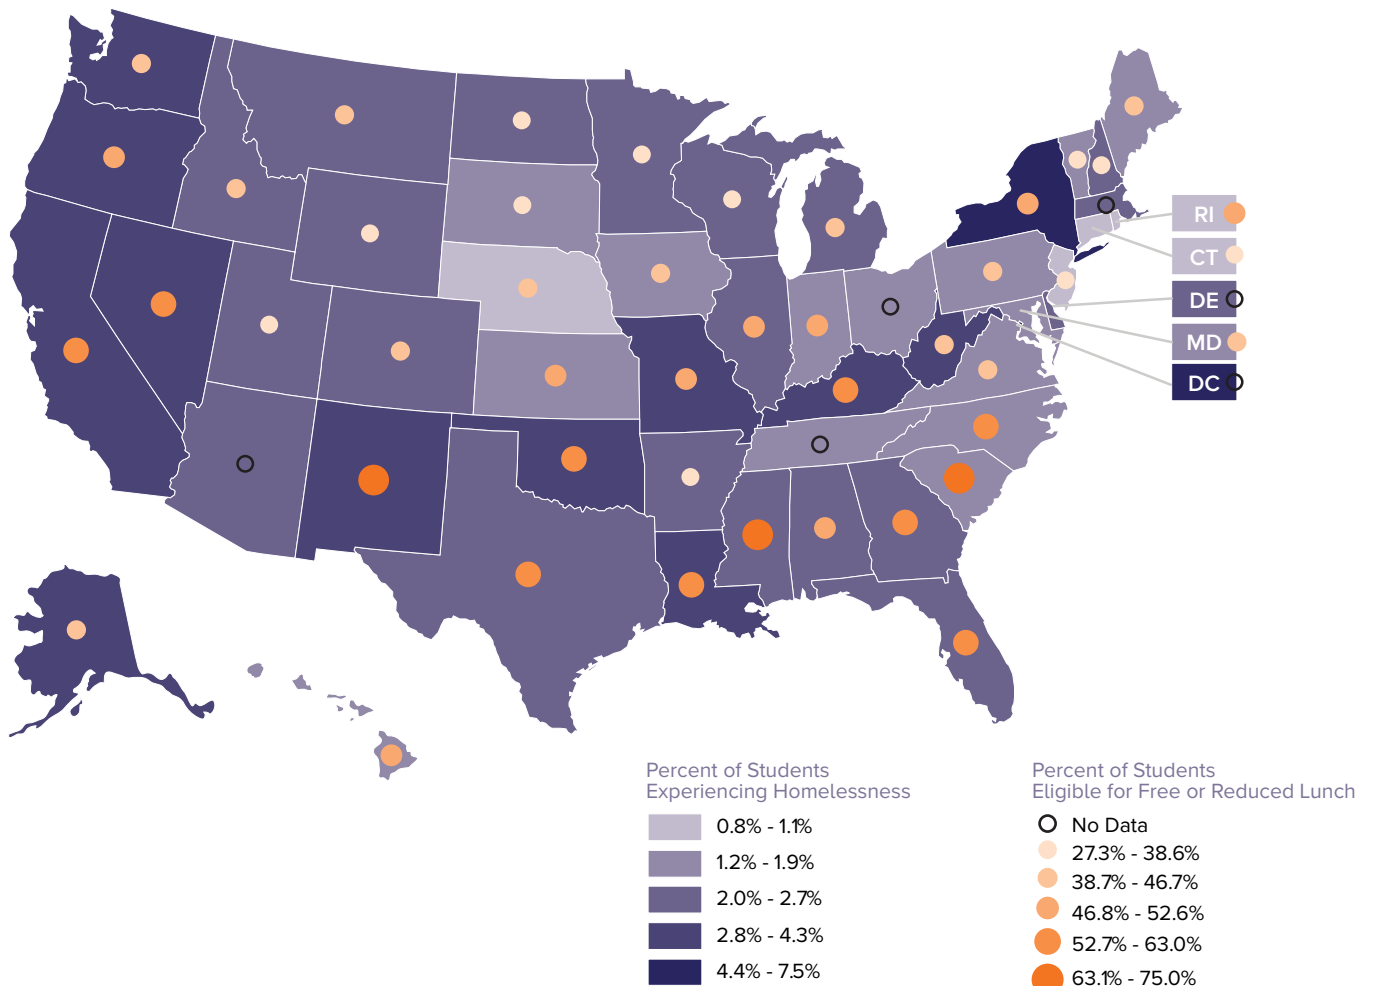 RI
CT
DE
MD
DC
Percent of Students
Experiencing Homelessness
0.8% - 1.1%
1.2% - 1.9%
2.0% - 2.7%
2.8% - 4.3%
4.4% - 7.5%
Percent of Students
Eligible for Free or Reduced Lunch
No Data
27.3% - 38.6%
38.7% - 46.7%
46.8% - 52.6%
52.7% - 63.0%
63.1% - 75.0%